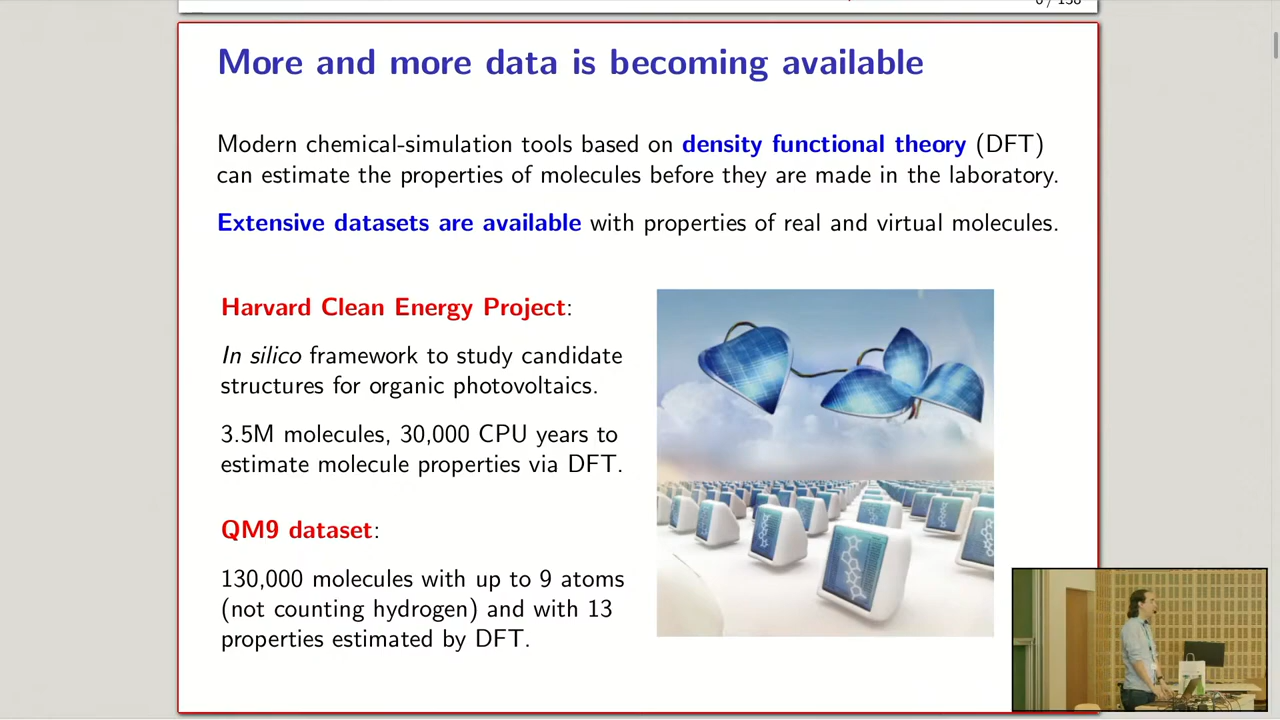 More and more data is becoming available
Modern chemical-simulation tools based on density functional theory (DFT)
can estimate the properties of molecules before they are made in the laboratory.
Extensive datasets are available with properties of real and virtual molecules.
Harvard Clean Energy Project:
In silico framework to study candidate
structures for organic photovoltaics.
3.5M molecules, 30,000 CPU years to
estimate molecule properties via DFT.
QM9 dataset:
130,000 molecules with up to 9 atoms
(not counting hydrogen) and with 13
properties estimated by DFT.